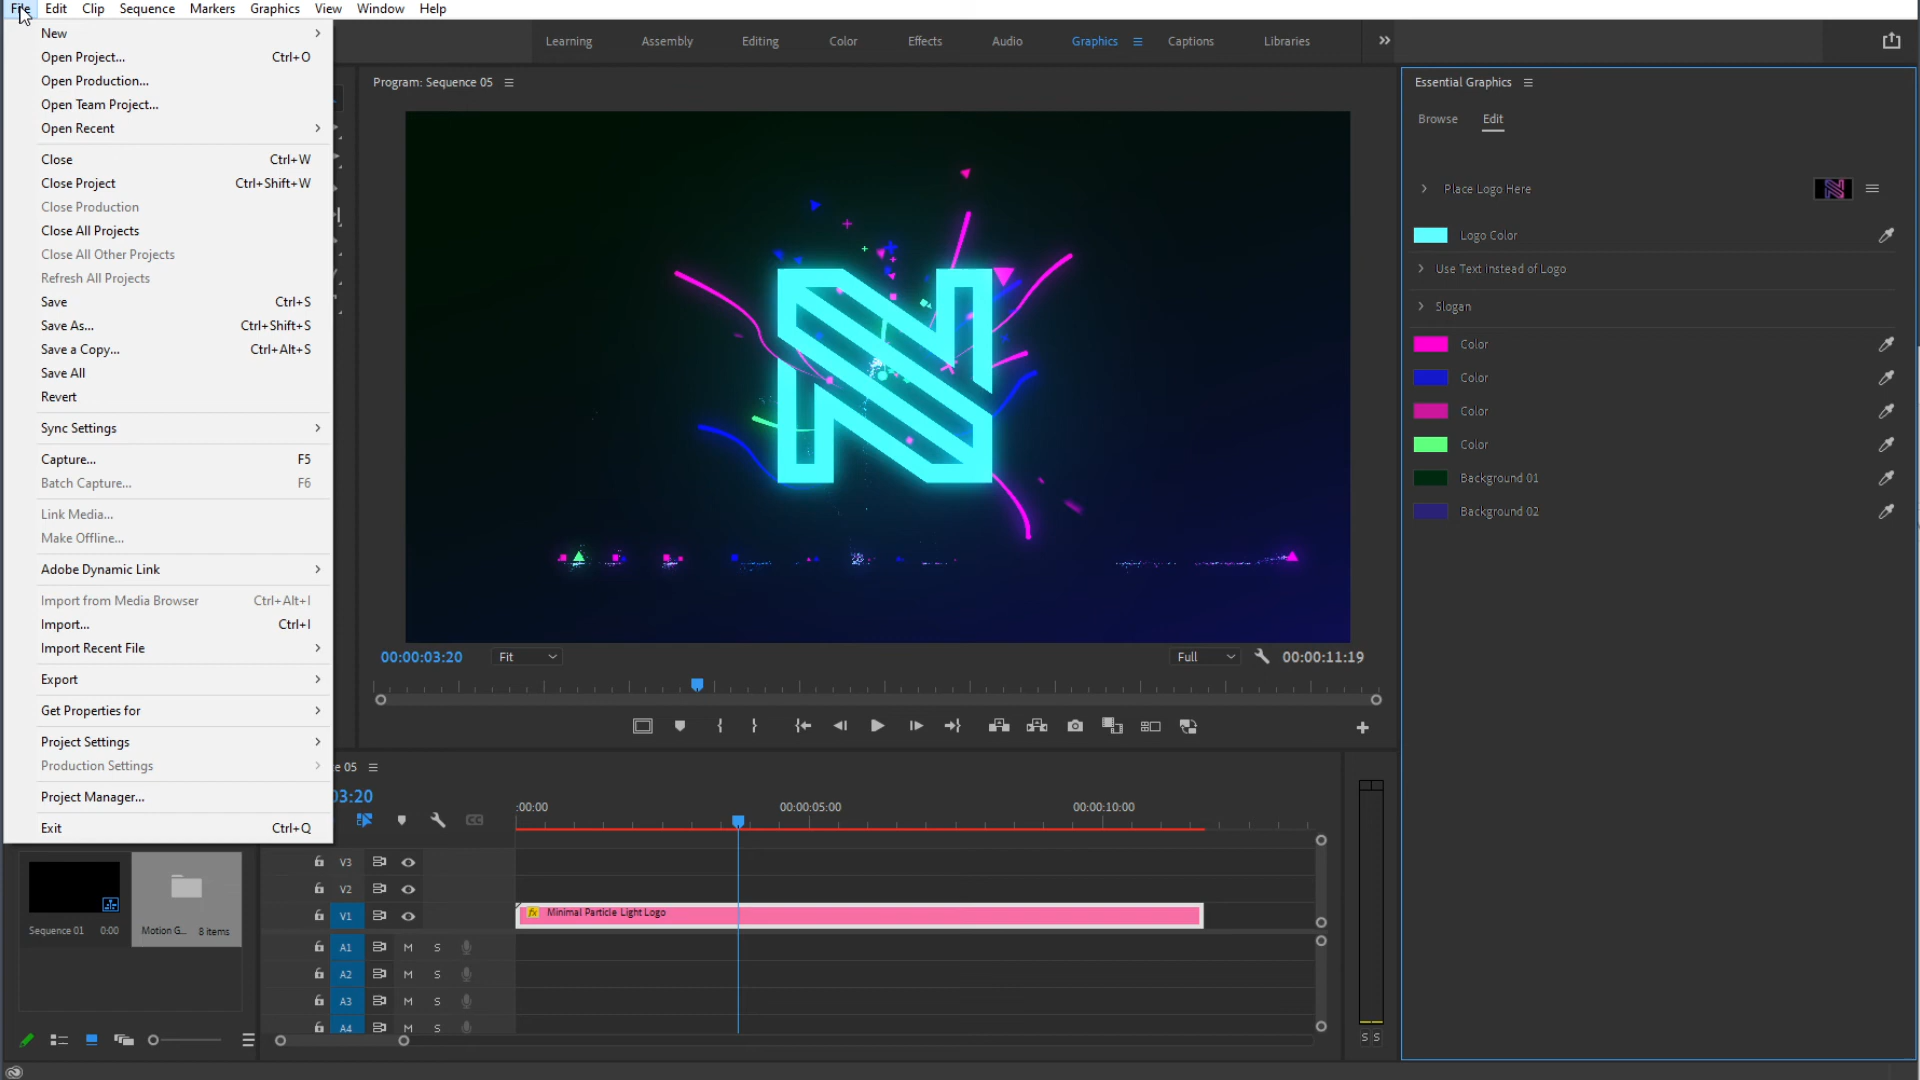 File Edit Clip Sequence Markers Graphics View Window Help
New
Open Project... Ctrl+O
Open Production...
Open Team Project...
Open Recent
Close Ctrl+W
Close Project Ctrl+Shift+W
Close Production
Close All Projects
Close All Other Projects
Refresh All Projects
Save Ctrl+S
Save As... Ctrl+Shift+S
Save a Copy... Ctrl+Alt+S
Save All
Revert
Sync Settings
Capture... F5
Batch Capture... F6
Link Media...
Make Offline...
Adobe Dynamic Link
Import from Media Browser Ctrl+Alt+I
Import... Ctrl+I
Import Recent File
Export
Get Properties for
Project Settings
Production Settings
Project Manager...
Exit Ctrl+Q
Learning Assembly Editing Color Effects Audio Graphics Captions Libraries
Program: Sequence 05
00:00:03:20 Fit Full 00:00:11:19
Essential Graphics
Browse Edit
Place Logo Here
Logo Color
Use Text Instead of Logo
Slogan
Color
Color
Color
Color
Background 01
Background 02
e 05
03:20
:00:00 00:00:05:00 00:00:10:00
V3
V2
V1 fx Minimal Particle Light Logo
A1 M S
A2 M S
A3 M S
A4 M S
Sequence 01 0:00
Motion G... 8 items
S S